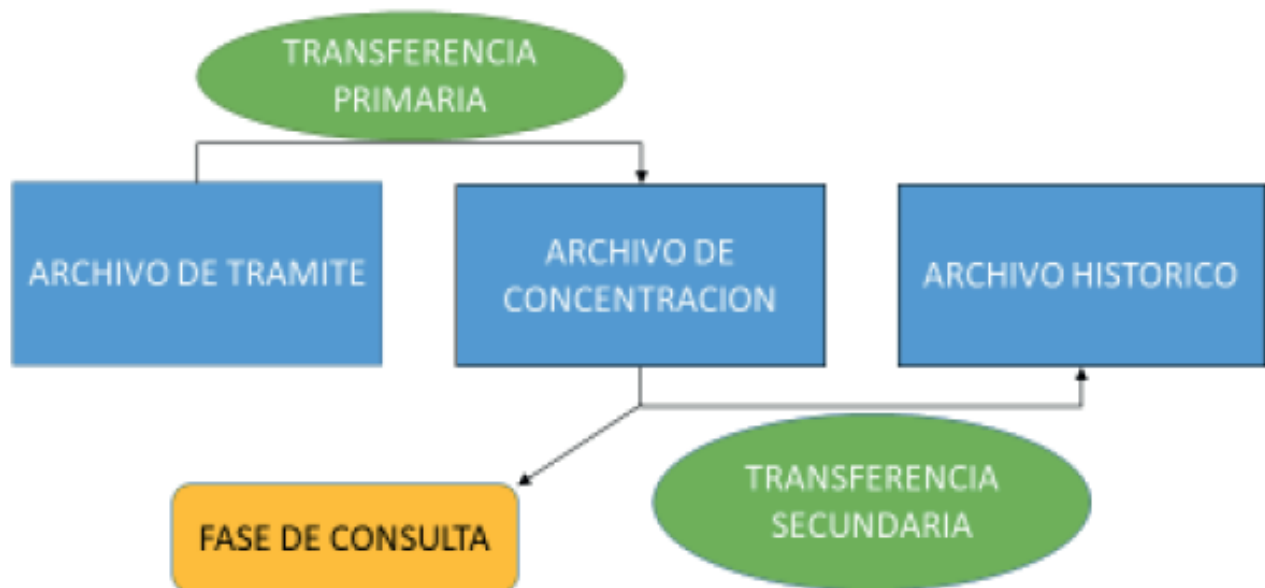 TRANSFERENCIA
PRIMARIA
ARCHIVO DE TRAMITE
ARCHIVO DE
CONCENTRACION
ARCHIVO HISTORICO
FASE DE CONSULTA
TRANSFERENCIA
SECUNDARIA